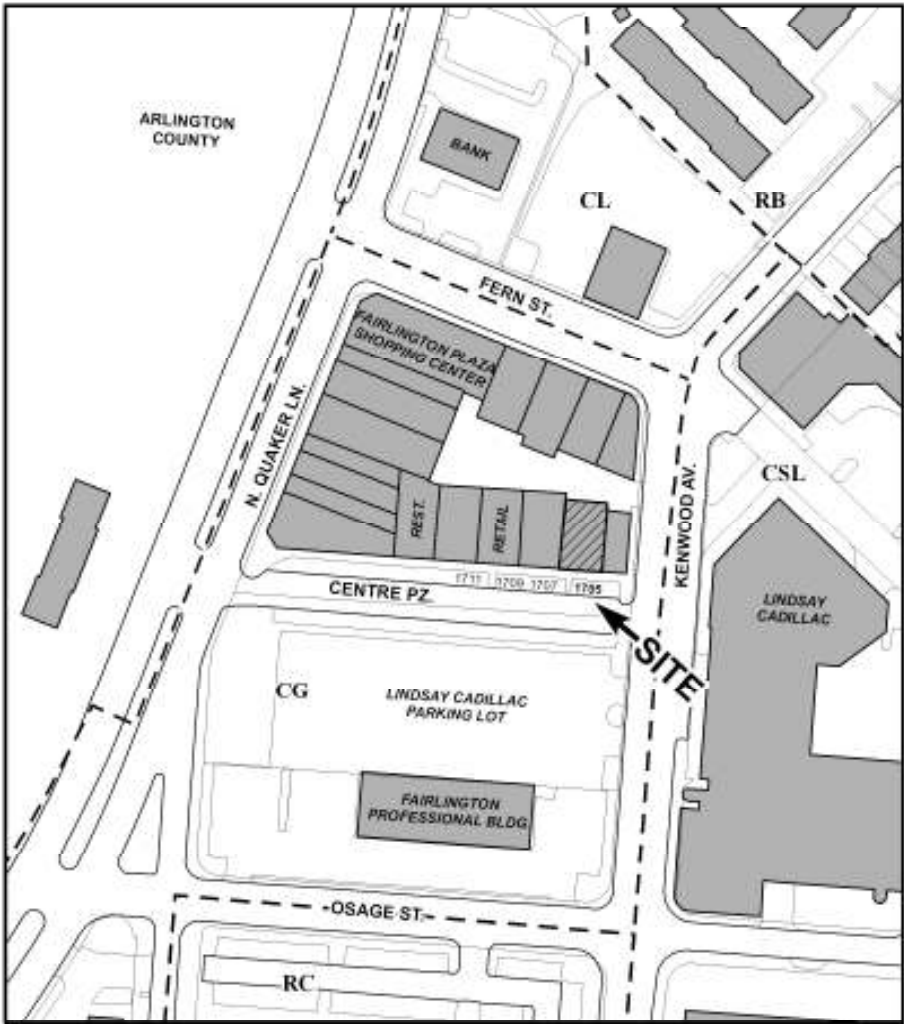 ARLINGTON
COUNTY
BANK
CL
RB
FERN ST.
FAIRLINGTON PLAZA
SHOPPING CENTER
N. QUAKER LN.
REST.
RETAIL
KENWOOD AV.
CSL
1711 1709 1707 1705
CENTRE PZ.
LINDSAY
CADILLAC
SITE
CG
LINDSAY CADILLAC
PARKING LOT
FAIRLINGTON
PROFESSIONAL BLDG
OSAGE ST.
RC